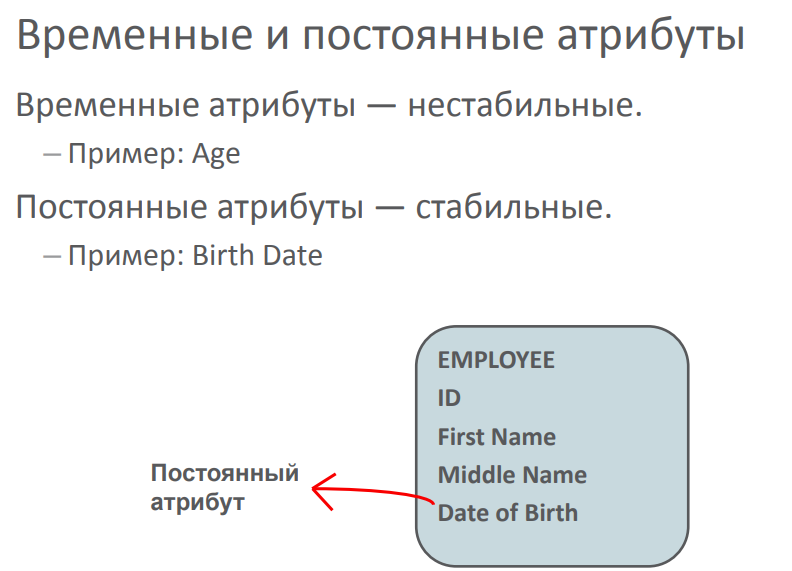 Временные и постоянные атрибуты
Временные атрибуты — нестабильные.
– Пример: Age
Постоянные атрибуты — стабильные.
– Пример: Birth Date
EMPLOYEE
ID
First Name
Middle Name
Date of Birth
Постоянный
атрибут